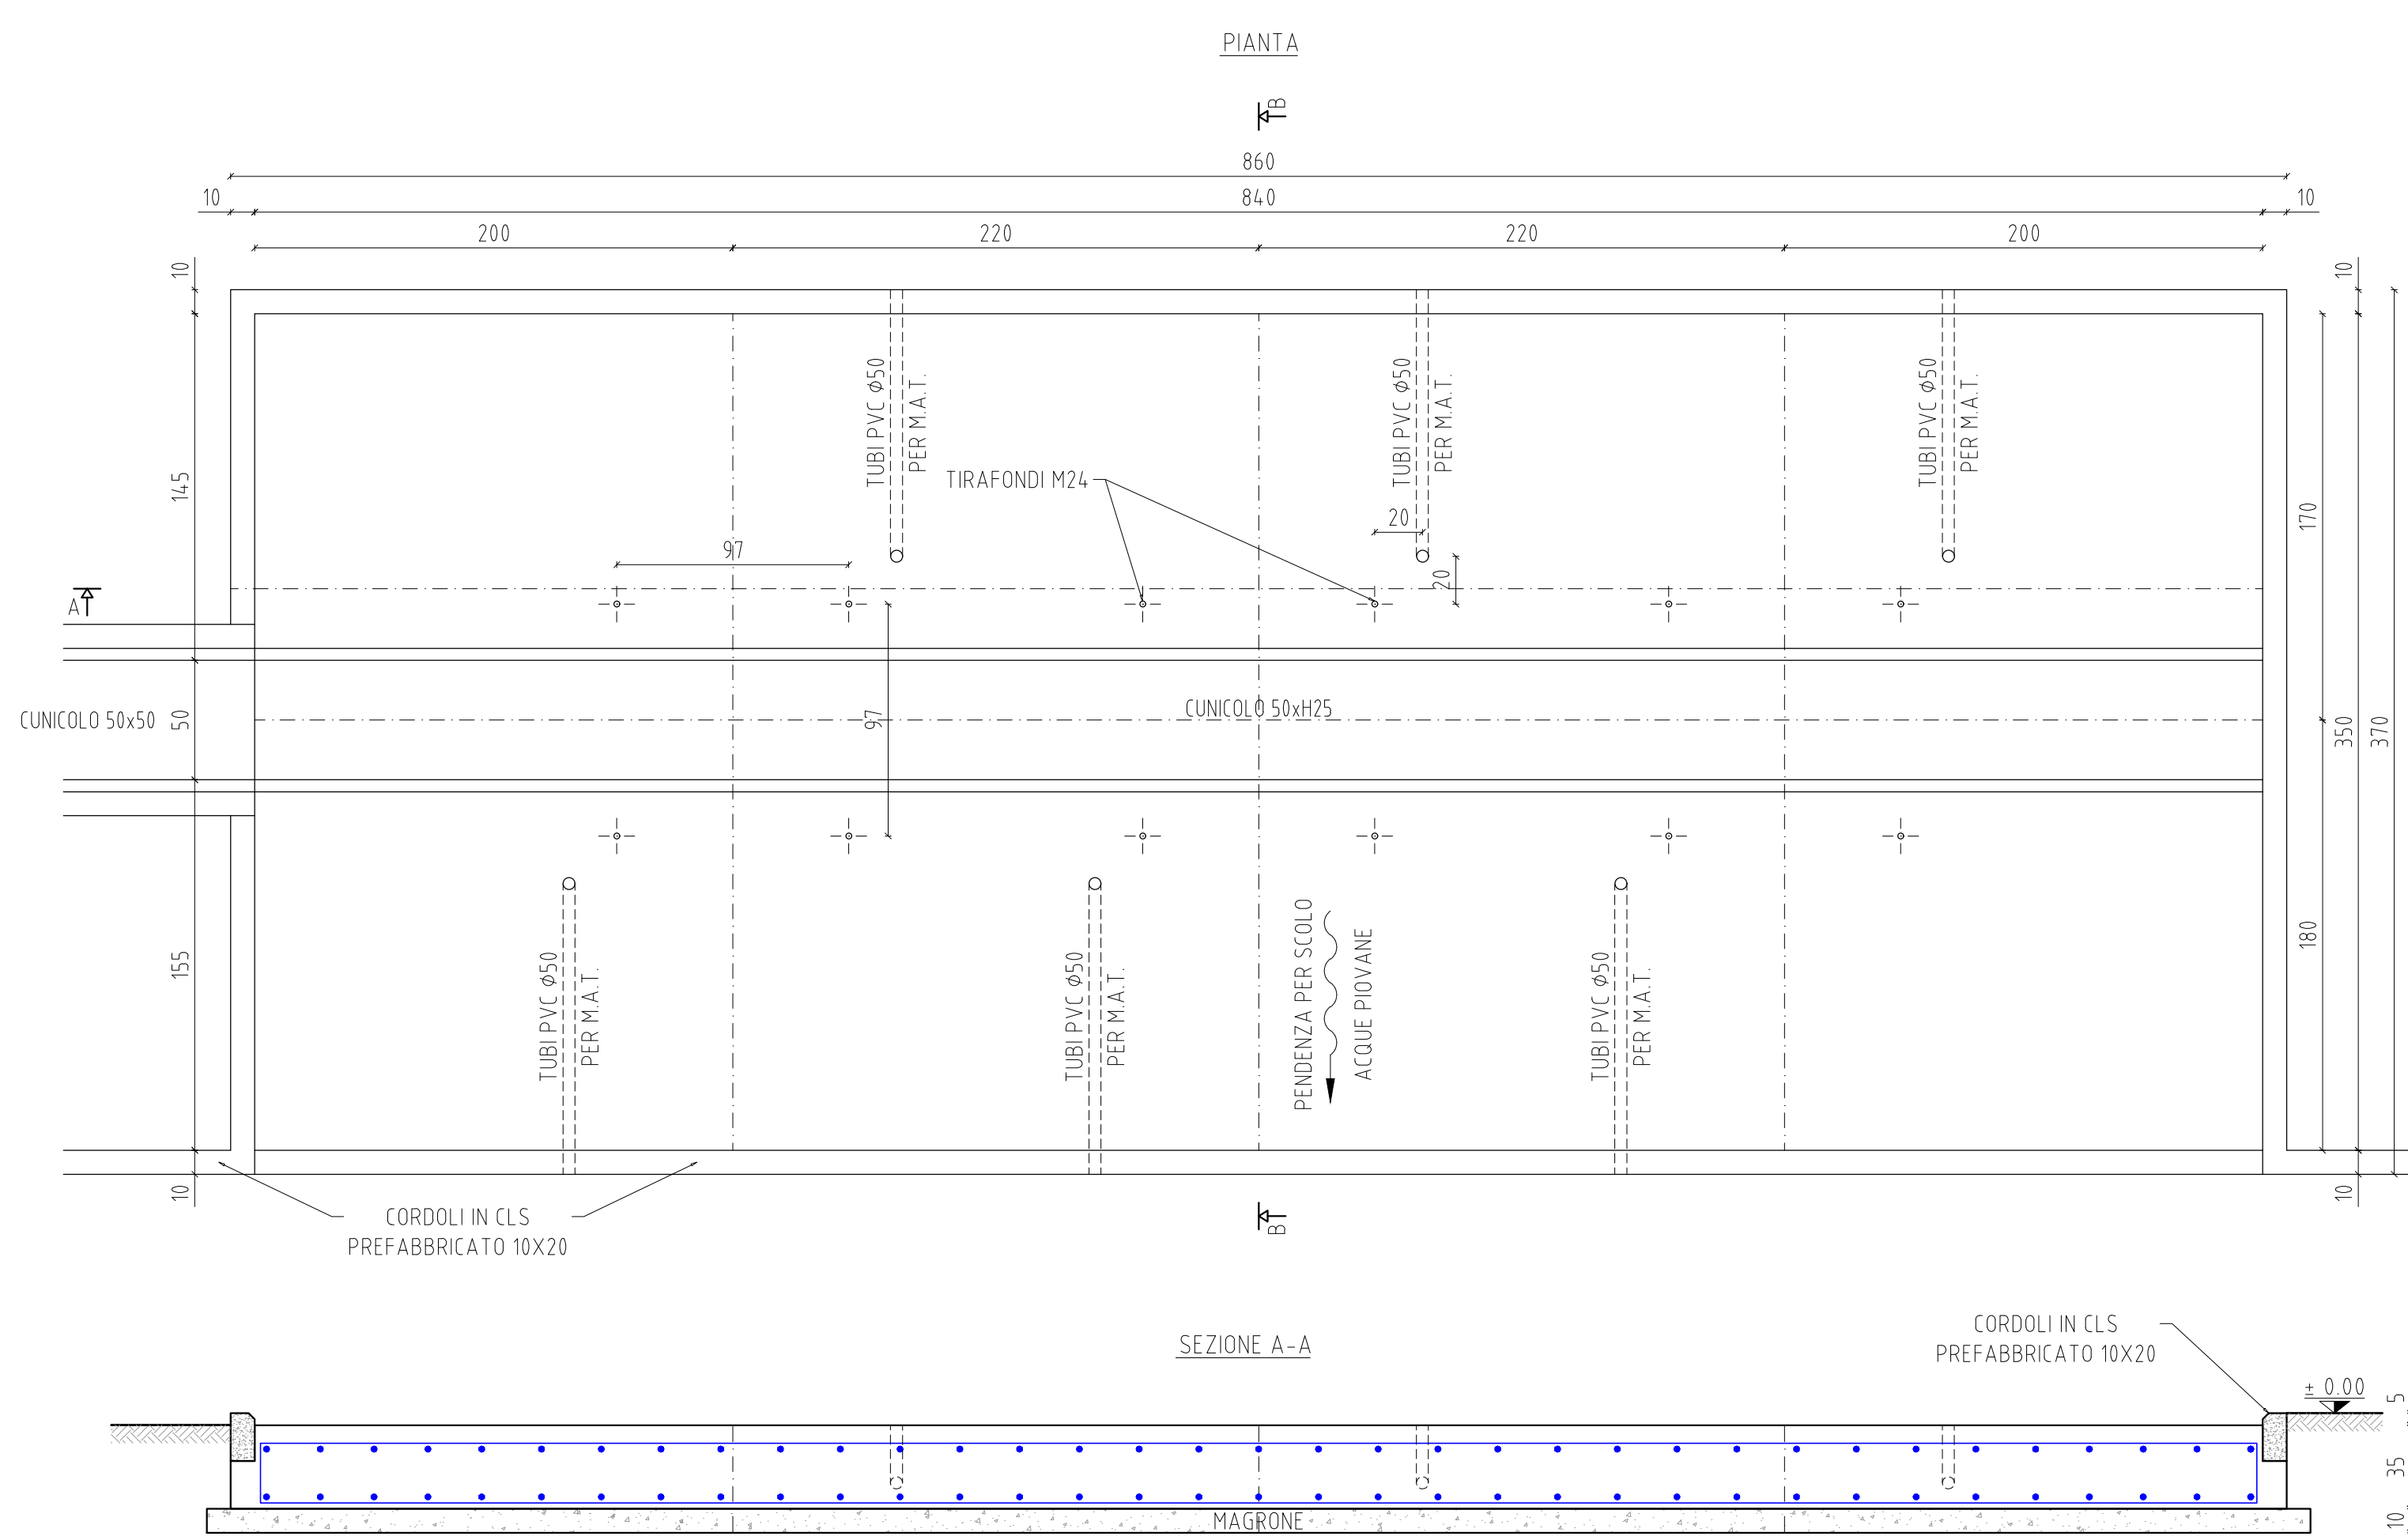 PIANTA
B
860
10
840
10
200
220
220
200
10
10
TUBI PVC ϕ50
PER M.A.T.
TUBI PVC ϕ50
PER M.A.T.
TUBI PVC ϕ50
PER M.A.T.
145
TIRAFONDI M24
170
20
97
20
A
CUNICOLO 50x50
50
CUNICOLO 50xH25
97
350
370
155
180
TUBI PVC ϕ50
PER M.A.T.
TUBI PVC ϕ50
PER M.A.T.
PENDENZA PER SCOLO
ACQUE PIOVANE
TUBI PVC ϕ50
PER M.A.T.
10
10
CORDOLI IN CLS
PREFABBRICATO 10X20
B
SEZIONE A-A
CORDOLI IN CLS
PREFABBRICATO 10X20
± 0.00
5
35
10
MAGRONE